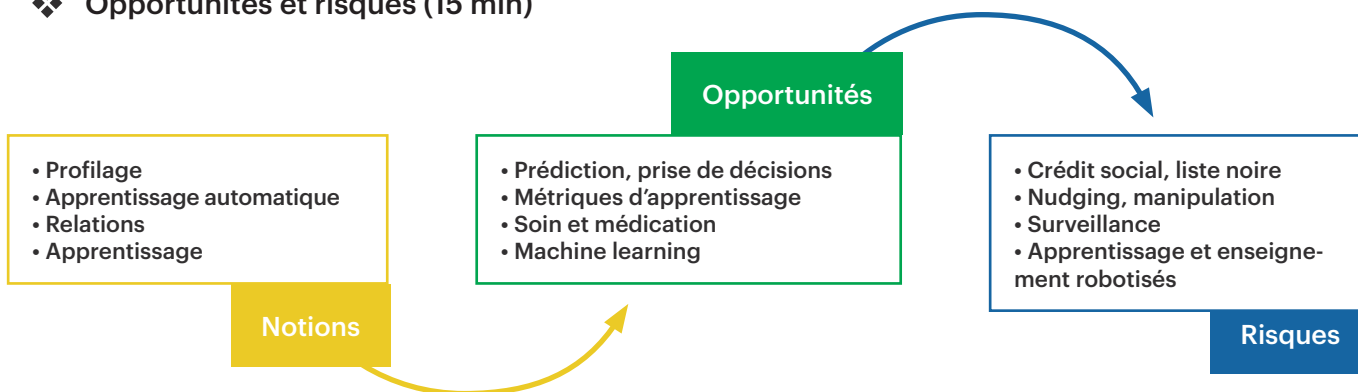 ❖ Opportunités et risques (15 min)
Opportunités
• Profilage
• Apprentissage automatique
• Relations
• Apprentissage
Notions
• Prédiction, prise de décisions
• Métriques d’apprentissage
• Soin et médication
• Machine learning
• Crédit social, liste noire
• Nudging, manipulation
• Surveillance
• Apprentissage et enseigne-
ment robotisés
Risques